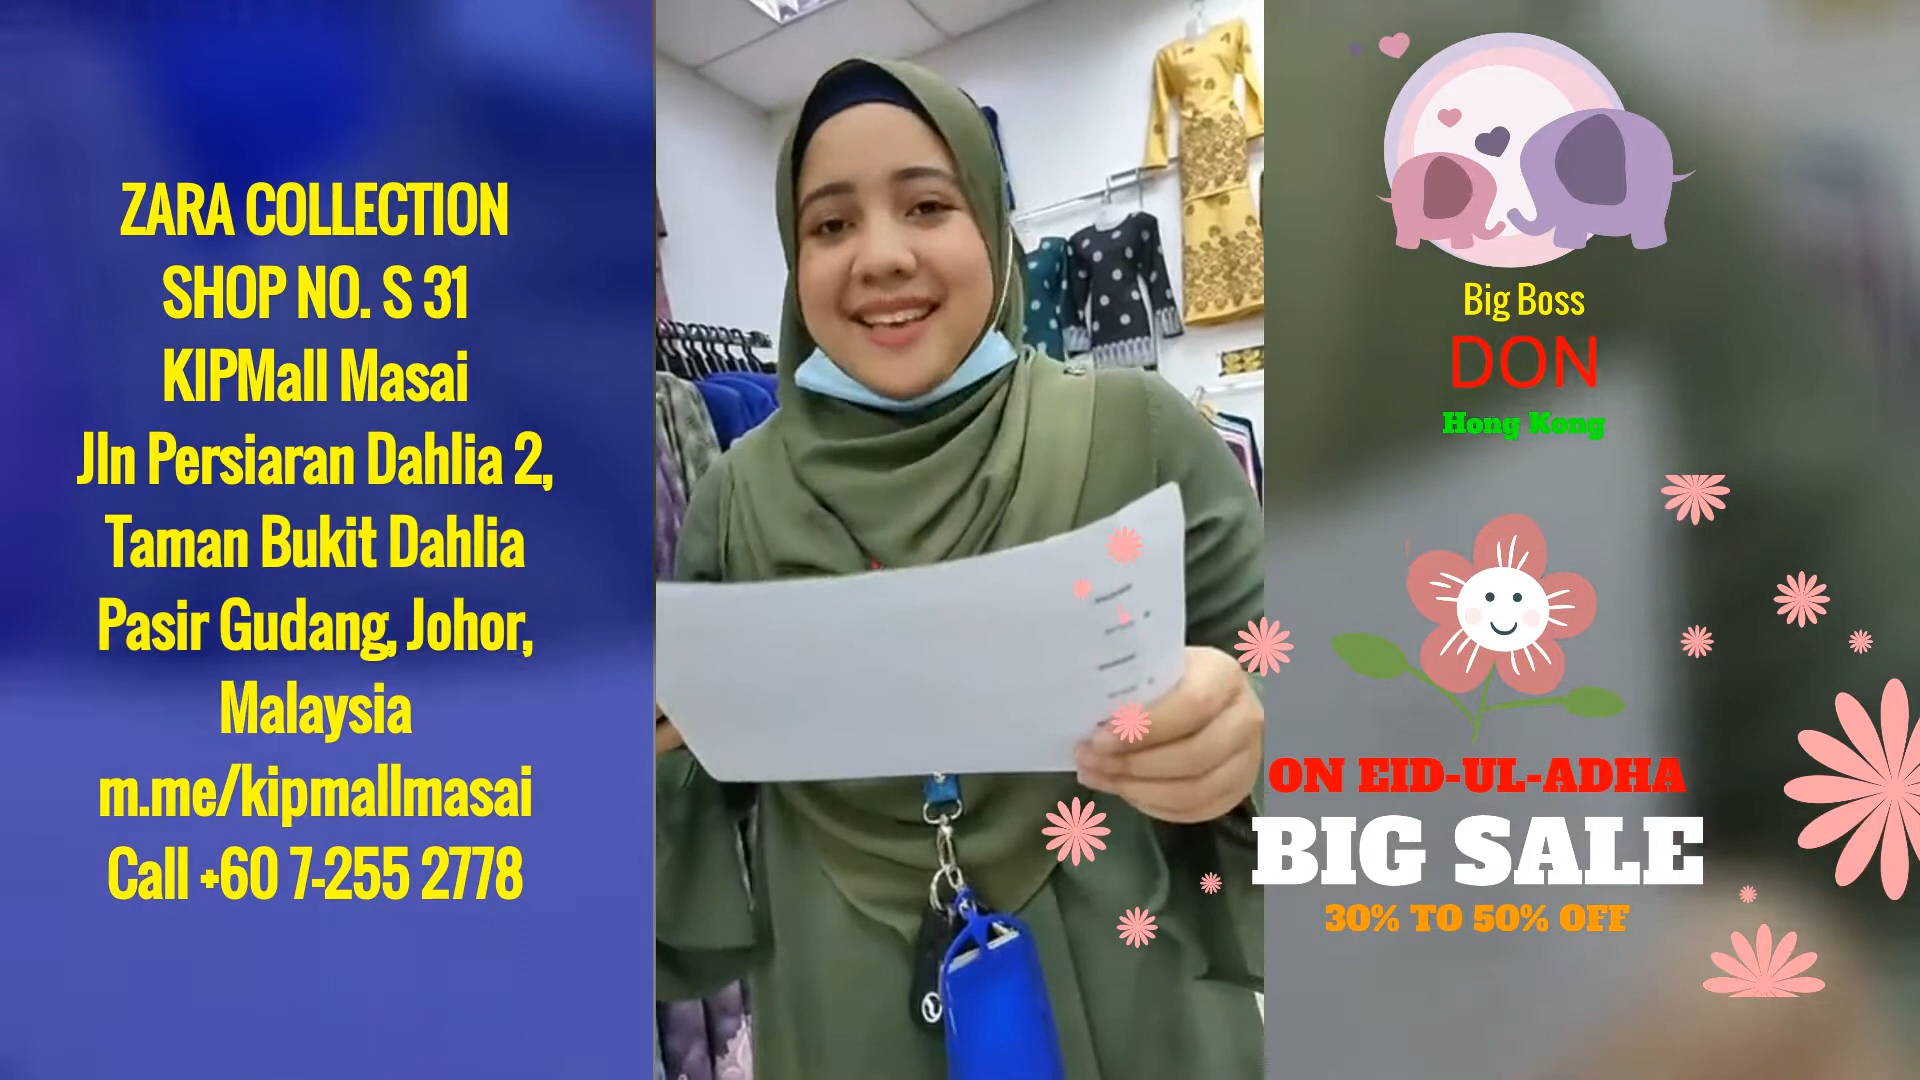 ZARA COLLECTION
SHOP NO. S 31
KIPMall Masai
Jln Persiaran Dahlia 2,
Taman Bukit Dahlia
Pasir Gudang, Johor,
Malaysia
m.me/kipmallmasai
Call +60 7-255 2778
Big Boss
DON
Hong Kong
ON EID-UL-ADHA
BIG SALE
30% TO 50% OFF